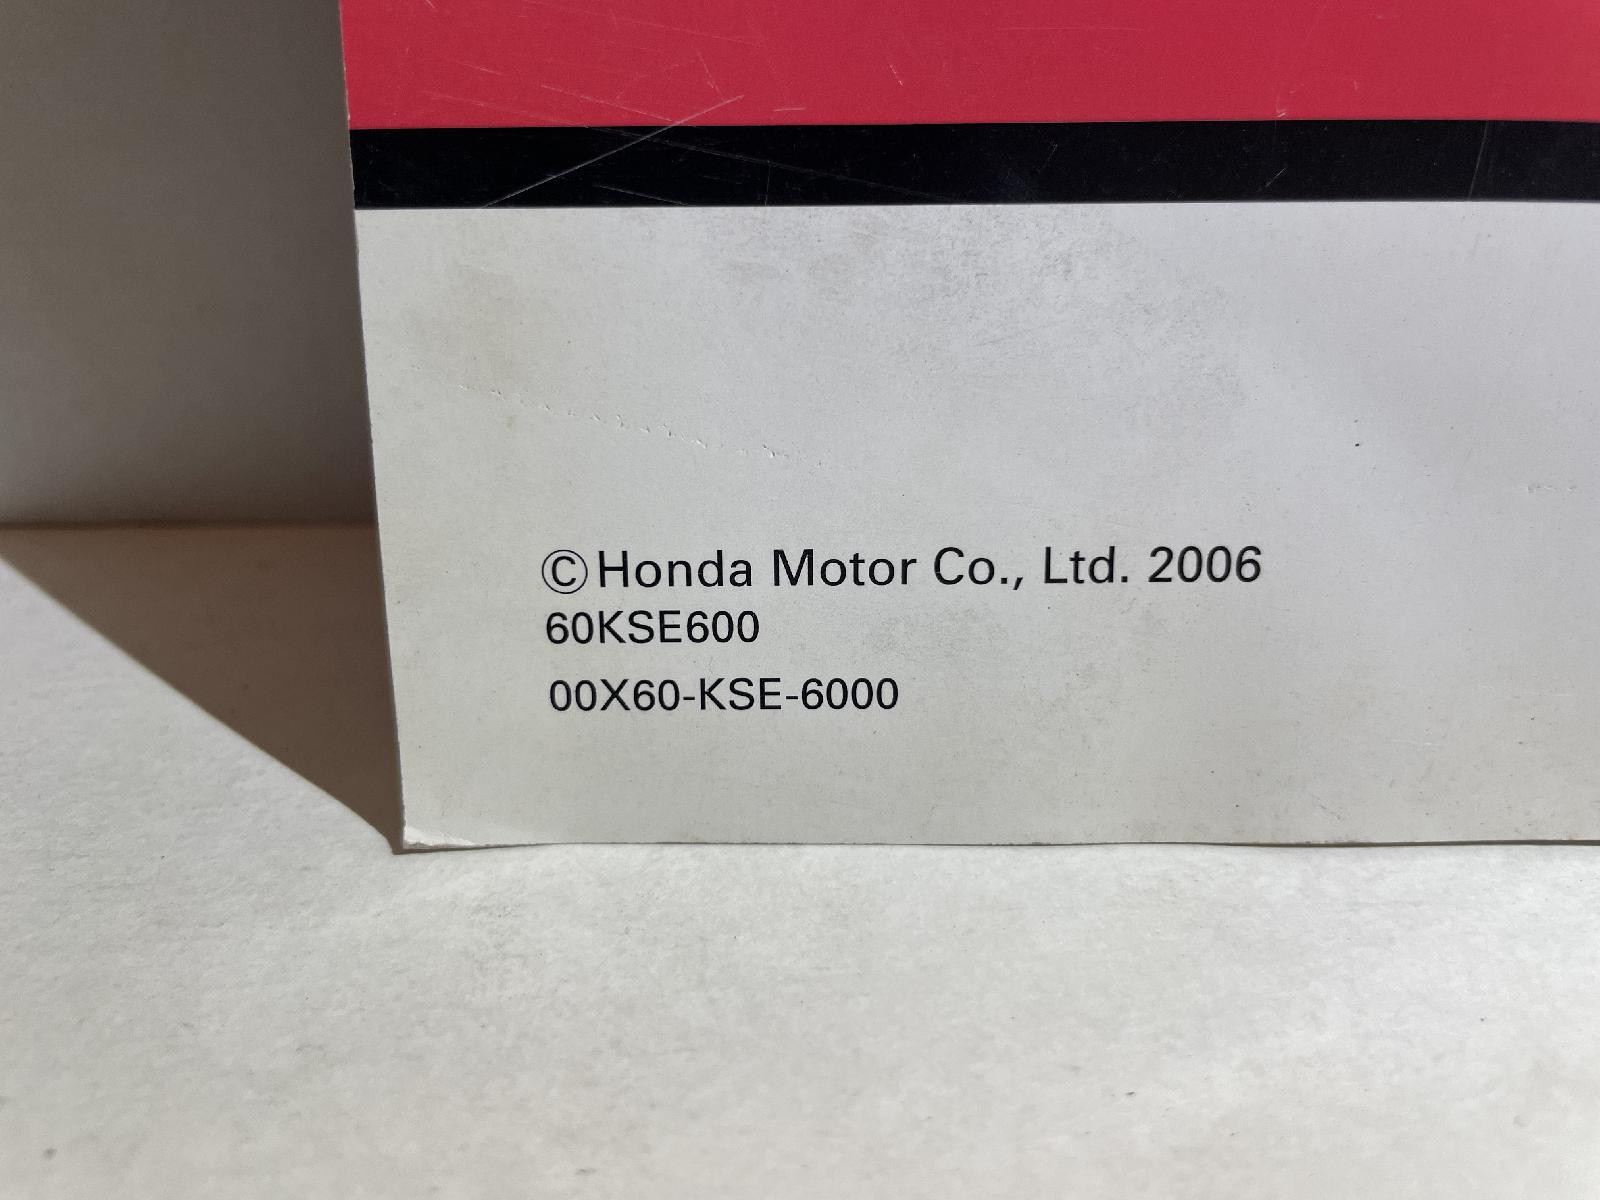 ©Honda Motor Co., Ltd. 2006
60KSE600
00X60-KSE-6000